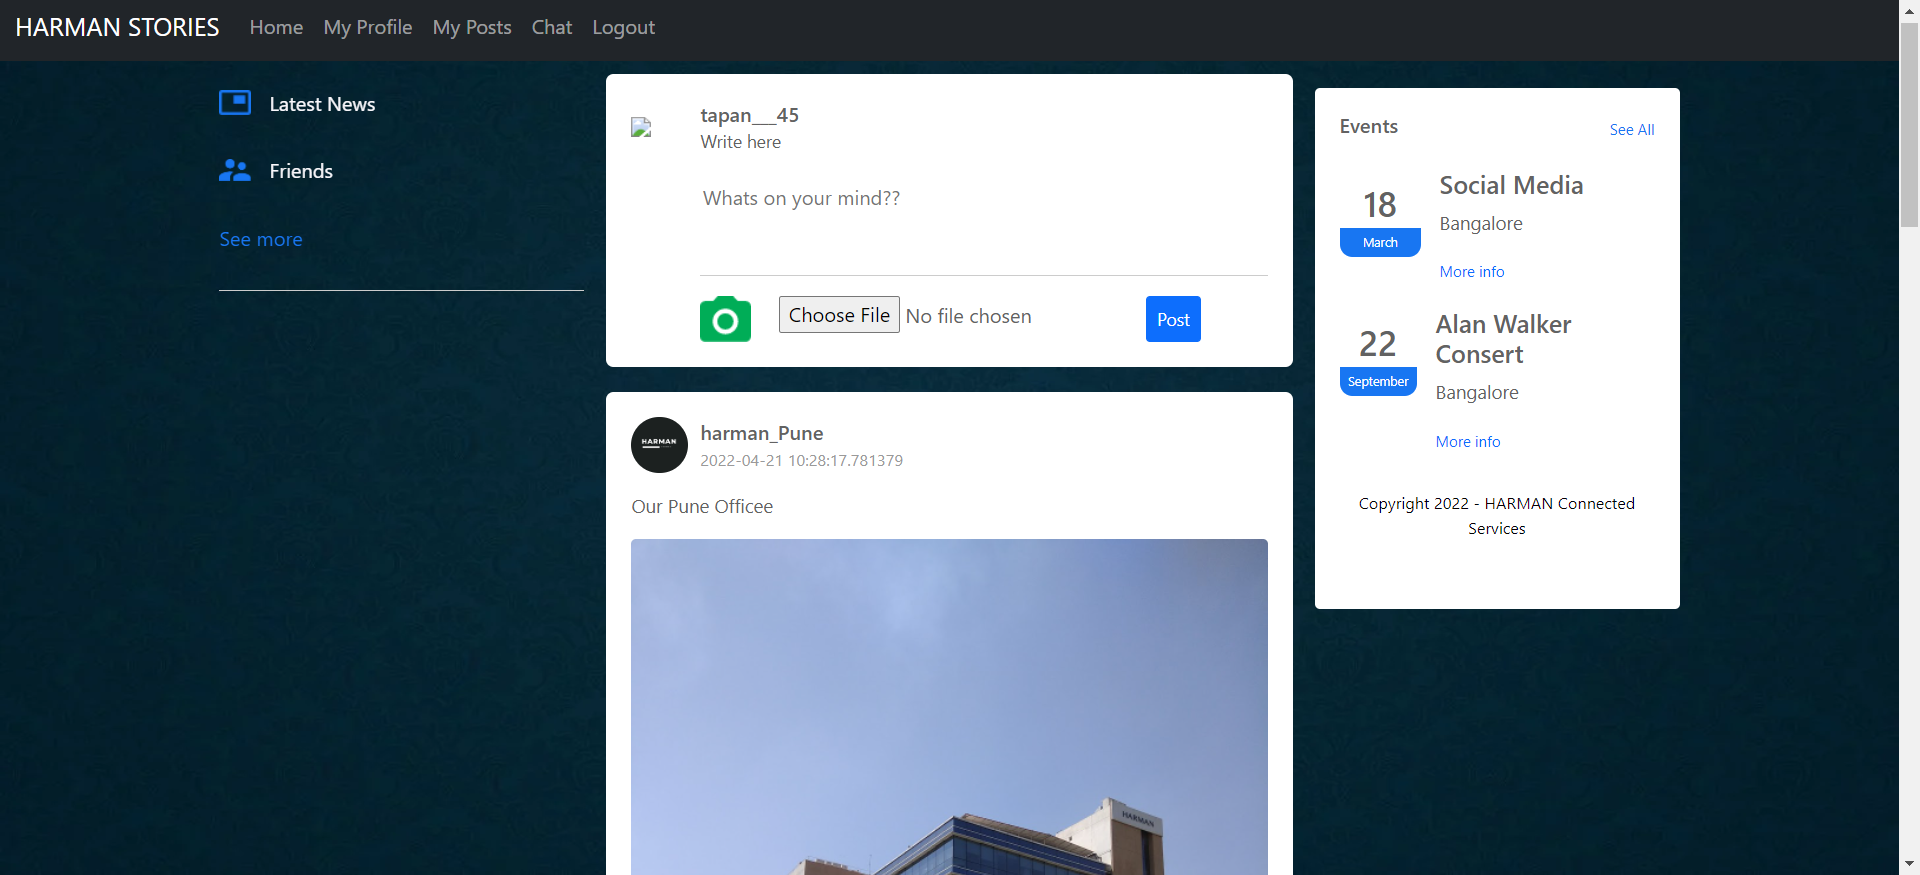 HARMAN STORIES Home My Profile My Posts Chat Logout
Latest News
Friends
See more
tapan___45
Write here
Whats on your mind??
Choose File No file chosen
Post
harman_Pune
2022-04-21 10:28:17.781379
HARMAN
Our Pune Officee
HARMAN
Events
See All
18
March
Social Media
Bangalore
More info
22
September
Alan Walker
Consert
Bangalore
More info
Copyright 2022 - HARMAN Connected
Services